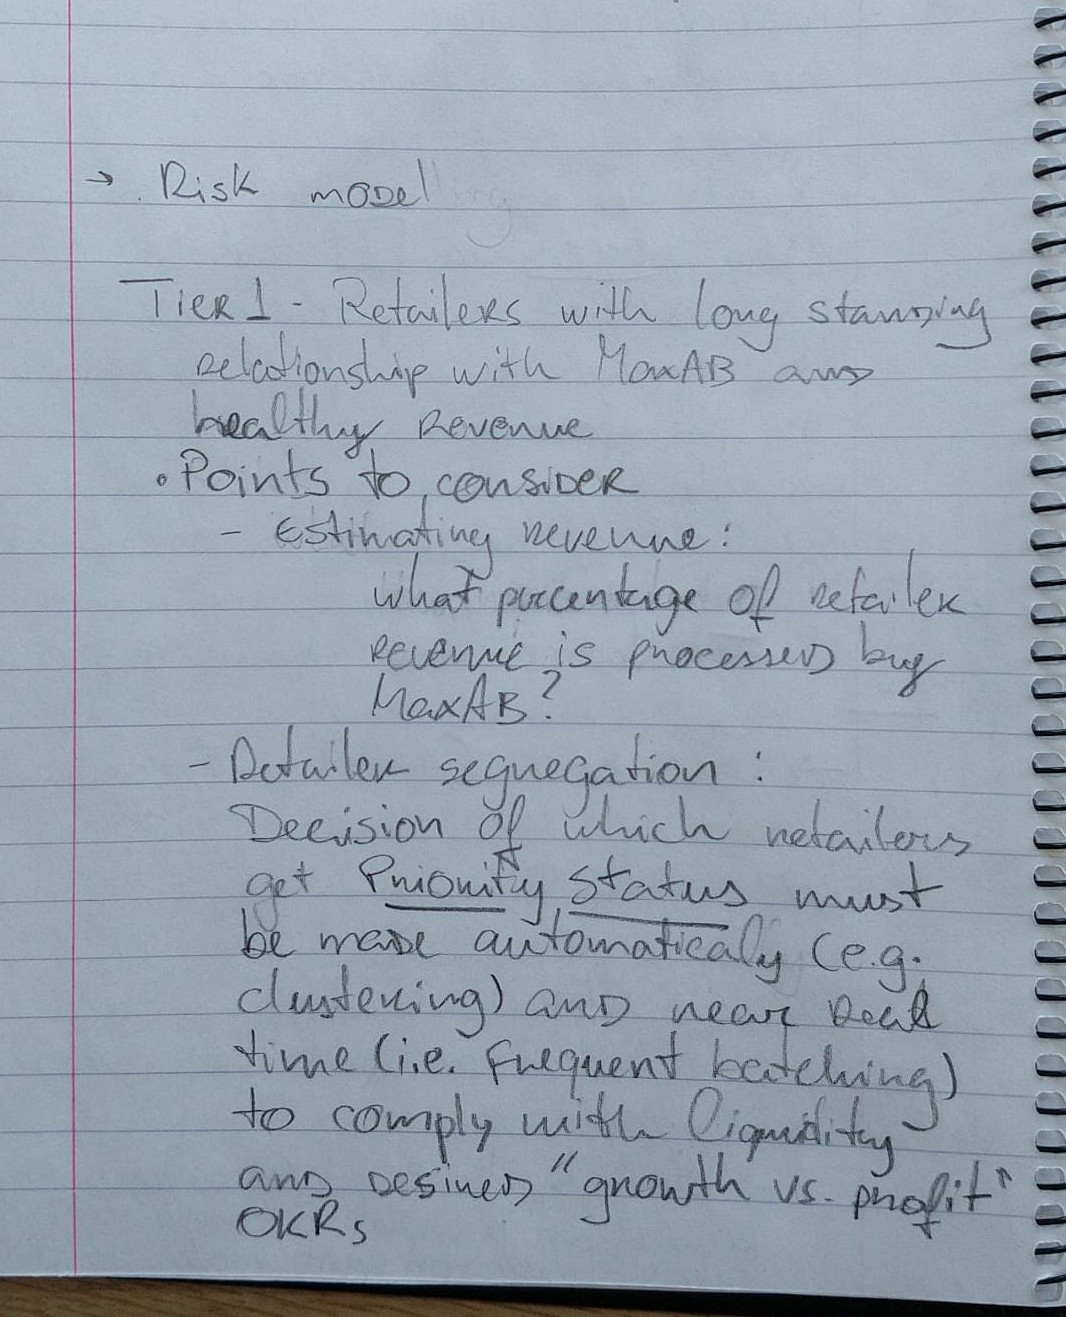 → Risk model
Tier 1 - Retailers with long standing
relationship with MaxAB and
healthy revenue
• Points to consider
- Estimating revenue:
What percentage of retailer
revenue is processed by
MaxAB?
- Retailer segregation :
Decision of which retailers
get Priority Status must
be made automaticaly (e.g.
clustering) and near real
time (i.e. frequent batching)
to comply with liquidity
and desired "growth vs. profit"
OKRs